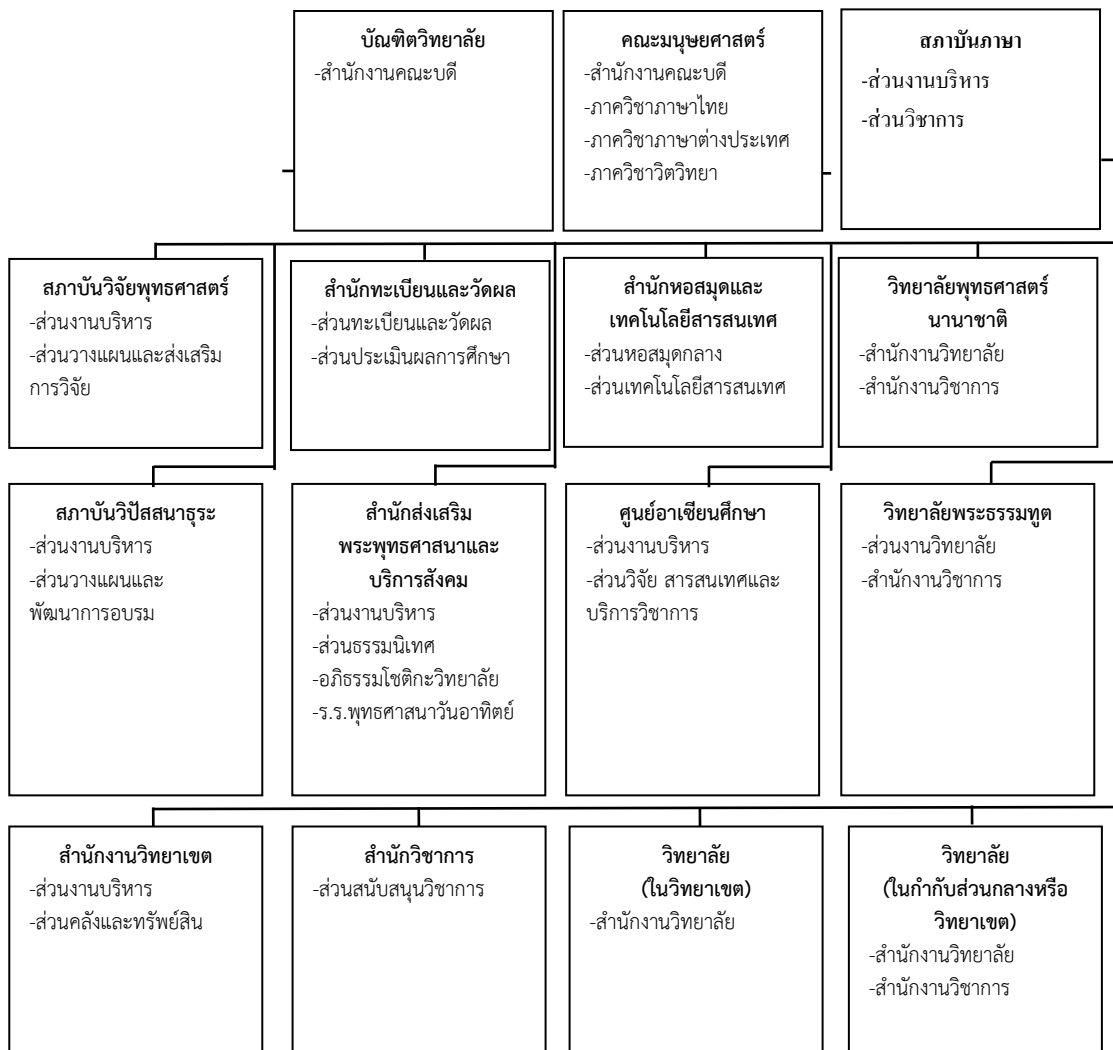 บัณฑิตวิทยาลัย
-สำนักงานคณะบดี
คณะมนุษยศาสตร์
-สำนักงานคณะบดี
-ภาควิชาภาษาไทย
-ภาควิชาภาษาต่างประเทศ
-ภาควิชาวิตวิทยา
สภาบันภาษา
-ส่วนงานบริหาร
-ส่วนวิชาการ
สภาบันวิจัยพุทธศาสตร์
-ส่วนงานบริหาร
-ส่วนวางแผนและส่งเสริม
การวิจัย
สำนักทะเบียนและวัดผล
-ส่วนทะเบียนและวัดผล
-ส่วนประเมินผลการศึกษา
สำนักหอสมุดและ
เทคโนโลยีสารสนเทศ
-ส่วนหอสมุดกลาง
-ส่วนเทคโนโลยีสารสนเทศ
วิทยาลัยพุทธศาสตร์
นานาชาติ
-สำนักงานวิทยาลัย
-สำนักงานวิชาการ
สภาบันวิปัสสนาธุระ
-ส่วนงานบริหาร
-ส่วนวางแผนและ
พัฒนาการอบรม
สำนักส่งเสริม
พระพุทธศาสนาและ
บริการสังคม
-ส่วนงานบริหาร
-ส่วนธรรมนิเทศ
-อภิธรรมโชติกะวิทยาลัย
-ร.ร.พุทธศาสนาวันอาทิตย์
ศูนย์อาเซียนศึกษา
-ส่วนงานบริหาร
-ส่วนวิจัย สารสนเทศและ
บริการวิชาการ
วิทยาลัยพระธรรมทูต
-ส่วนงานวิทยาลัย
-สำนักงานวิชาการ
สำนักงานวิทยาเขต
-ส่วนงานบริหาร
-ส่วนคลังและทรัพย์สิน
สำนักวิชาการ
-ส่วนสนับสนุนวิชาการ
วิทยาลัย
(ในวิทยาเขต)
-สำนักงานวิทยาลัย
วิทยาลัย
(ในกำกับส่วนกลางหรือ
วิทยาเขต)
-สำนักงานวิทยาลัย
-สำนักงานวิชาการ